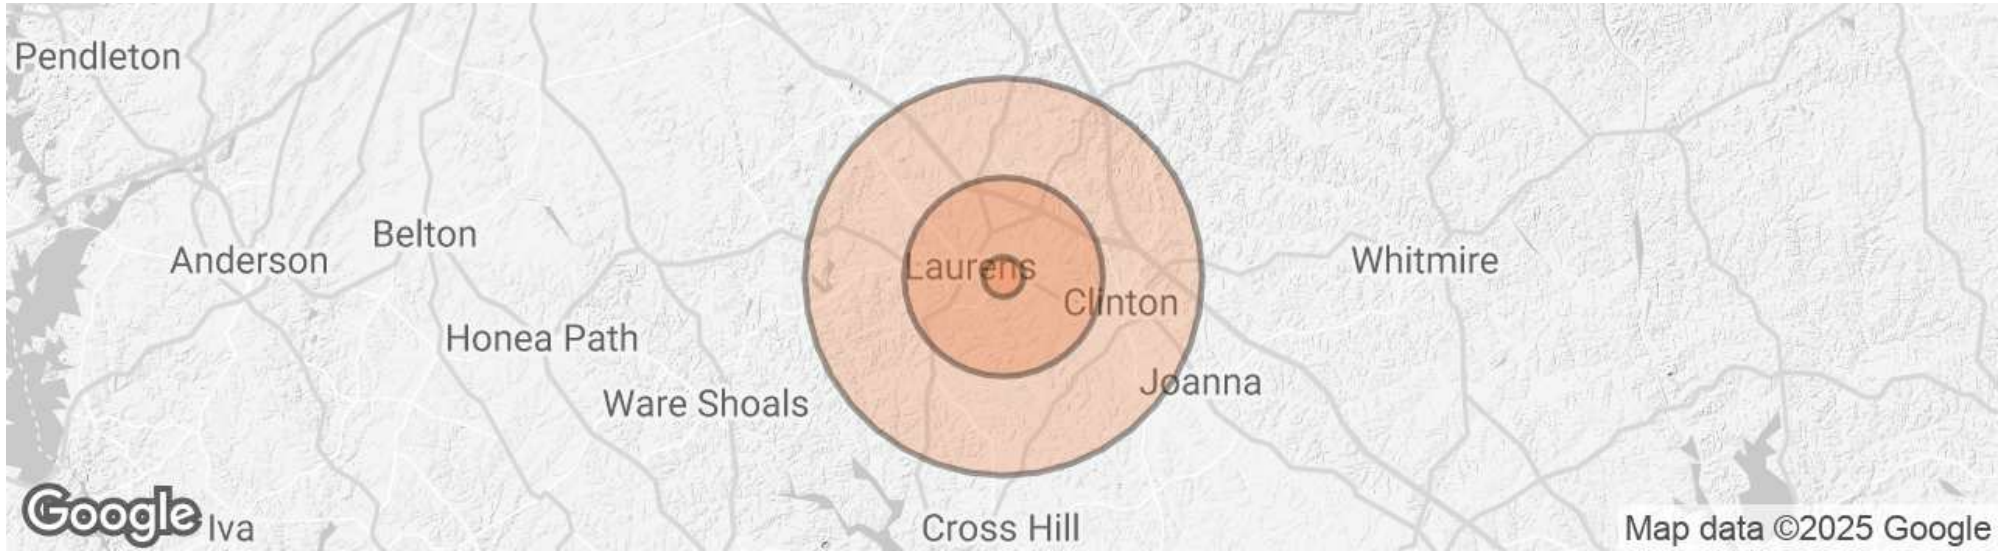 Pendleton
Belton
Anderson
Whitmire
Laurens
Clinton
Honea Path
Joanna
Ware Shoals
Google
Iva
Cross Hill
Map data ©2025 Google